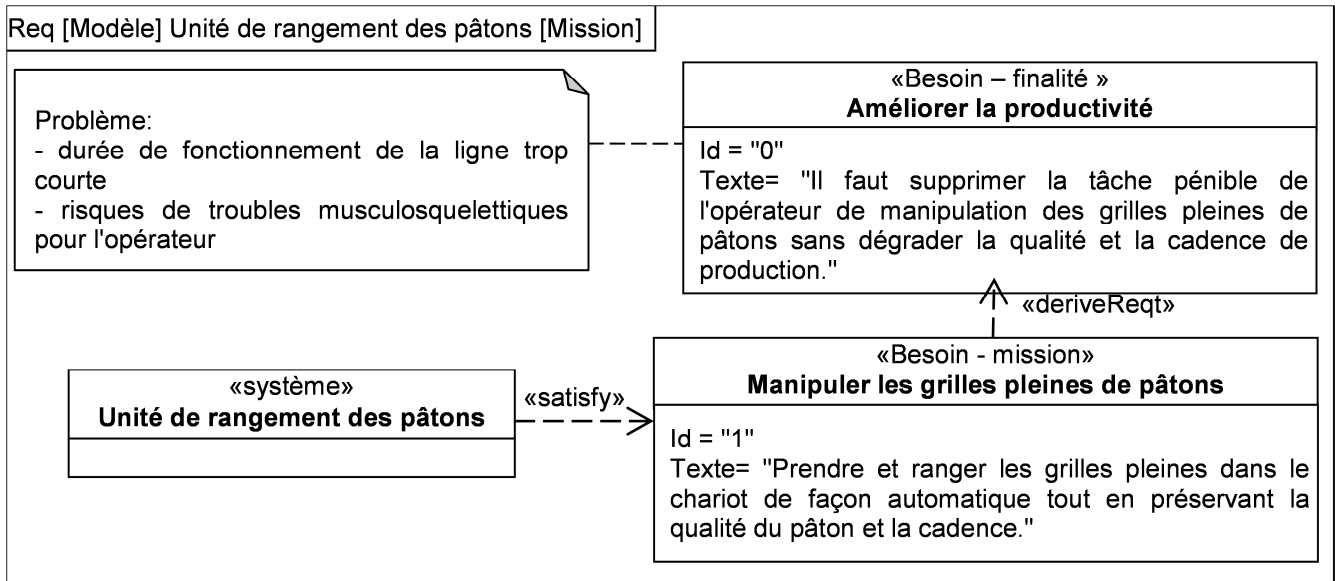 Req [Modèle] Unité de rangement des pâtons [Mission]
Problème:
- durée de fonctionnement de la ligne trop
courte
- risques de troubles musculosquelettiques
pour l'opérateur
«Besoin – finalité »
Améliorer la productivité
Id = "0"
Texte= "Il faut supprimer la tâche pénible de
l'opérateur de manipulation des grilles pleines de
pâtons sans dégrader la qualité et la cadence de
production."
«deriveReqt»
«système»
Unité de rangement des pâtons
«satisfy»
«Besoin - mission»
Manipuler les grilles pleines de pâtons
Id = "1"
Texte= "Prendre et ranger les grilles pleines dans le
chariot de façon automatique tout en préservant la
qualité du pâton et la cadence."